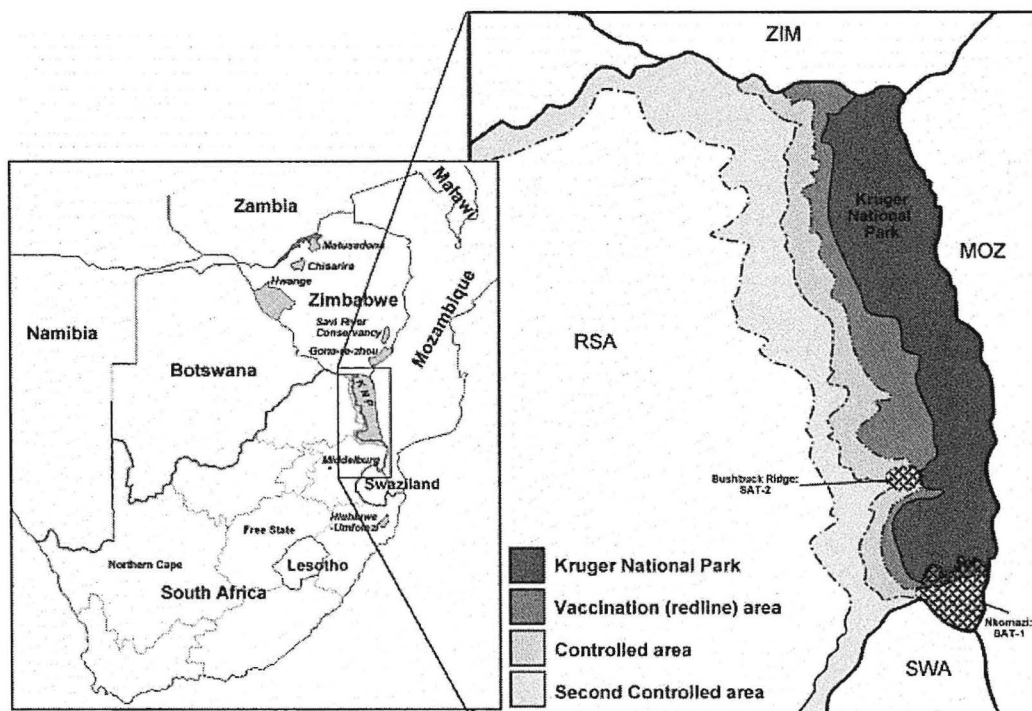 Zambia
Malawi
Matusadona
Chisarira
Hwange
Zimbabwe
Mozambique
Namibia
Savi River
Conservancy
Gona-re-zhou
Botswana
KNP
Middelburg
Swaziland
Hluhluwe
-Umfolozi
Free State
Northern Cape
Lesotho
South Africa
ZIM
Kruger
National
Park
MOZ
RSA
Bushbuck Ridge:
SAT-2
Nkomazi:
SAT-1
SWA
Kruger National Park
Vaccination (redline) area
Controlled area
Second Controlled area